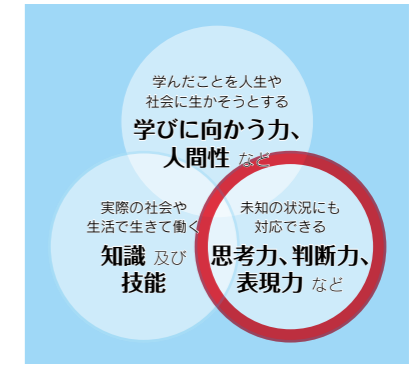 学んだことを人生や
社会に生かそうとする
学びに向かう力、
人間性 など
実際の社会や
生活で生きて働く
知識 及び
技能
未知の状況にも
対応できる
思考力、判断力、
表現力 など